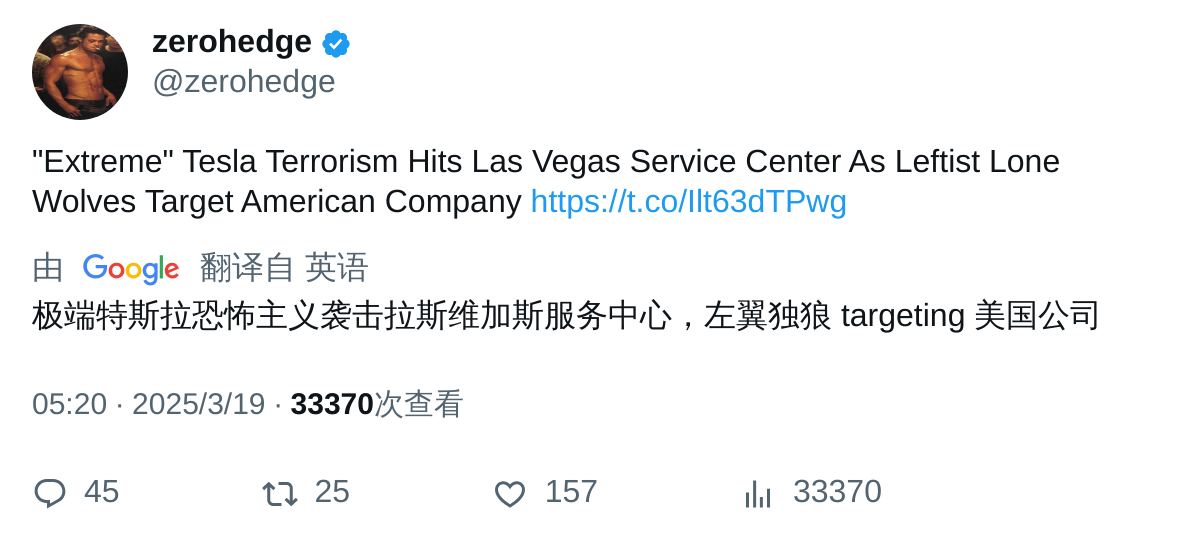 zerohedge
@zerohedge
"Extreme" Tesla Terrorism Hits Las Vegas Service Center As Leftist Lone
Wolves Target American Company https://t.co/Ilt63dTPwg
由 Google 翻译自 英语
极端特斯拉恐怖主义袭击拉斯维加斯服务中心，左翼独狼 targeting 美国公司
05:20 · 2025/3/19 · 33370次查看
45 25 157 33370